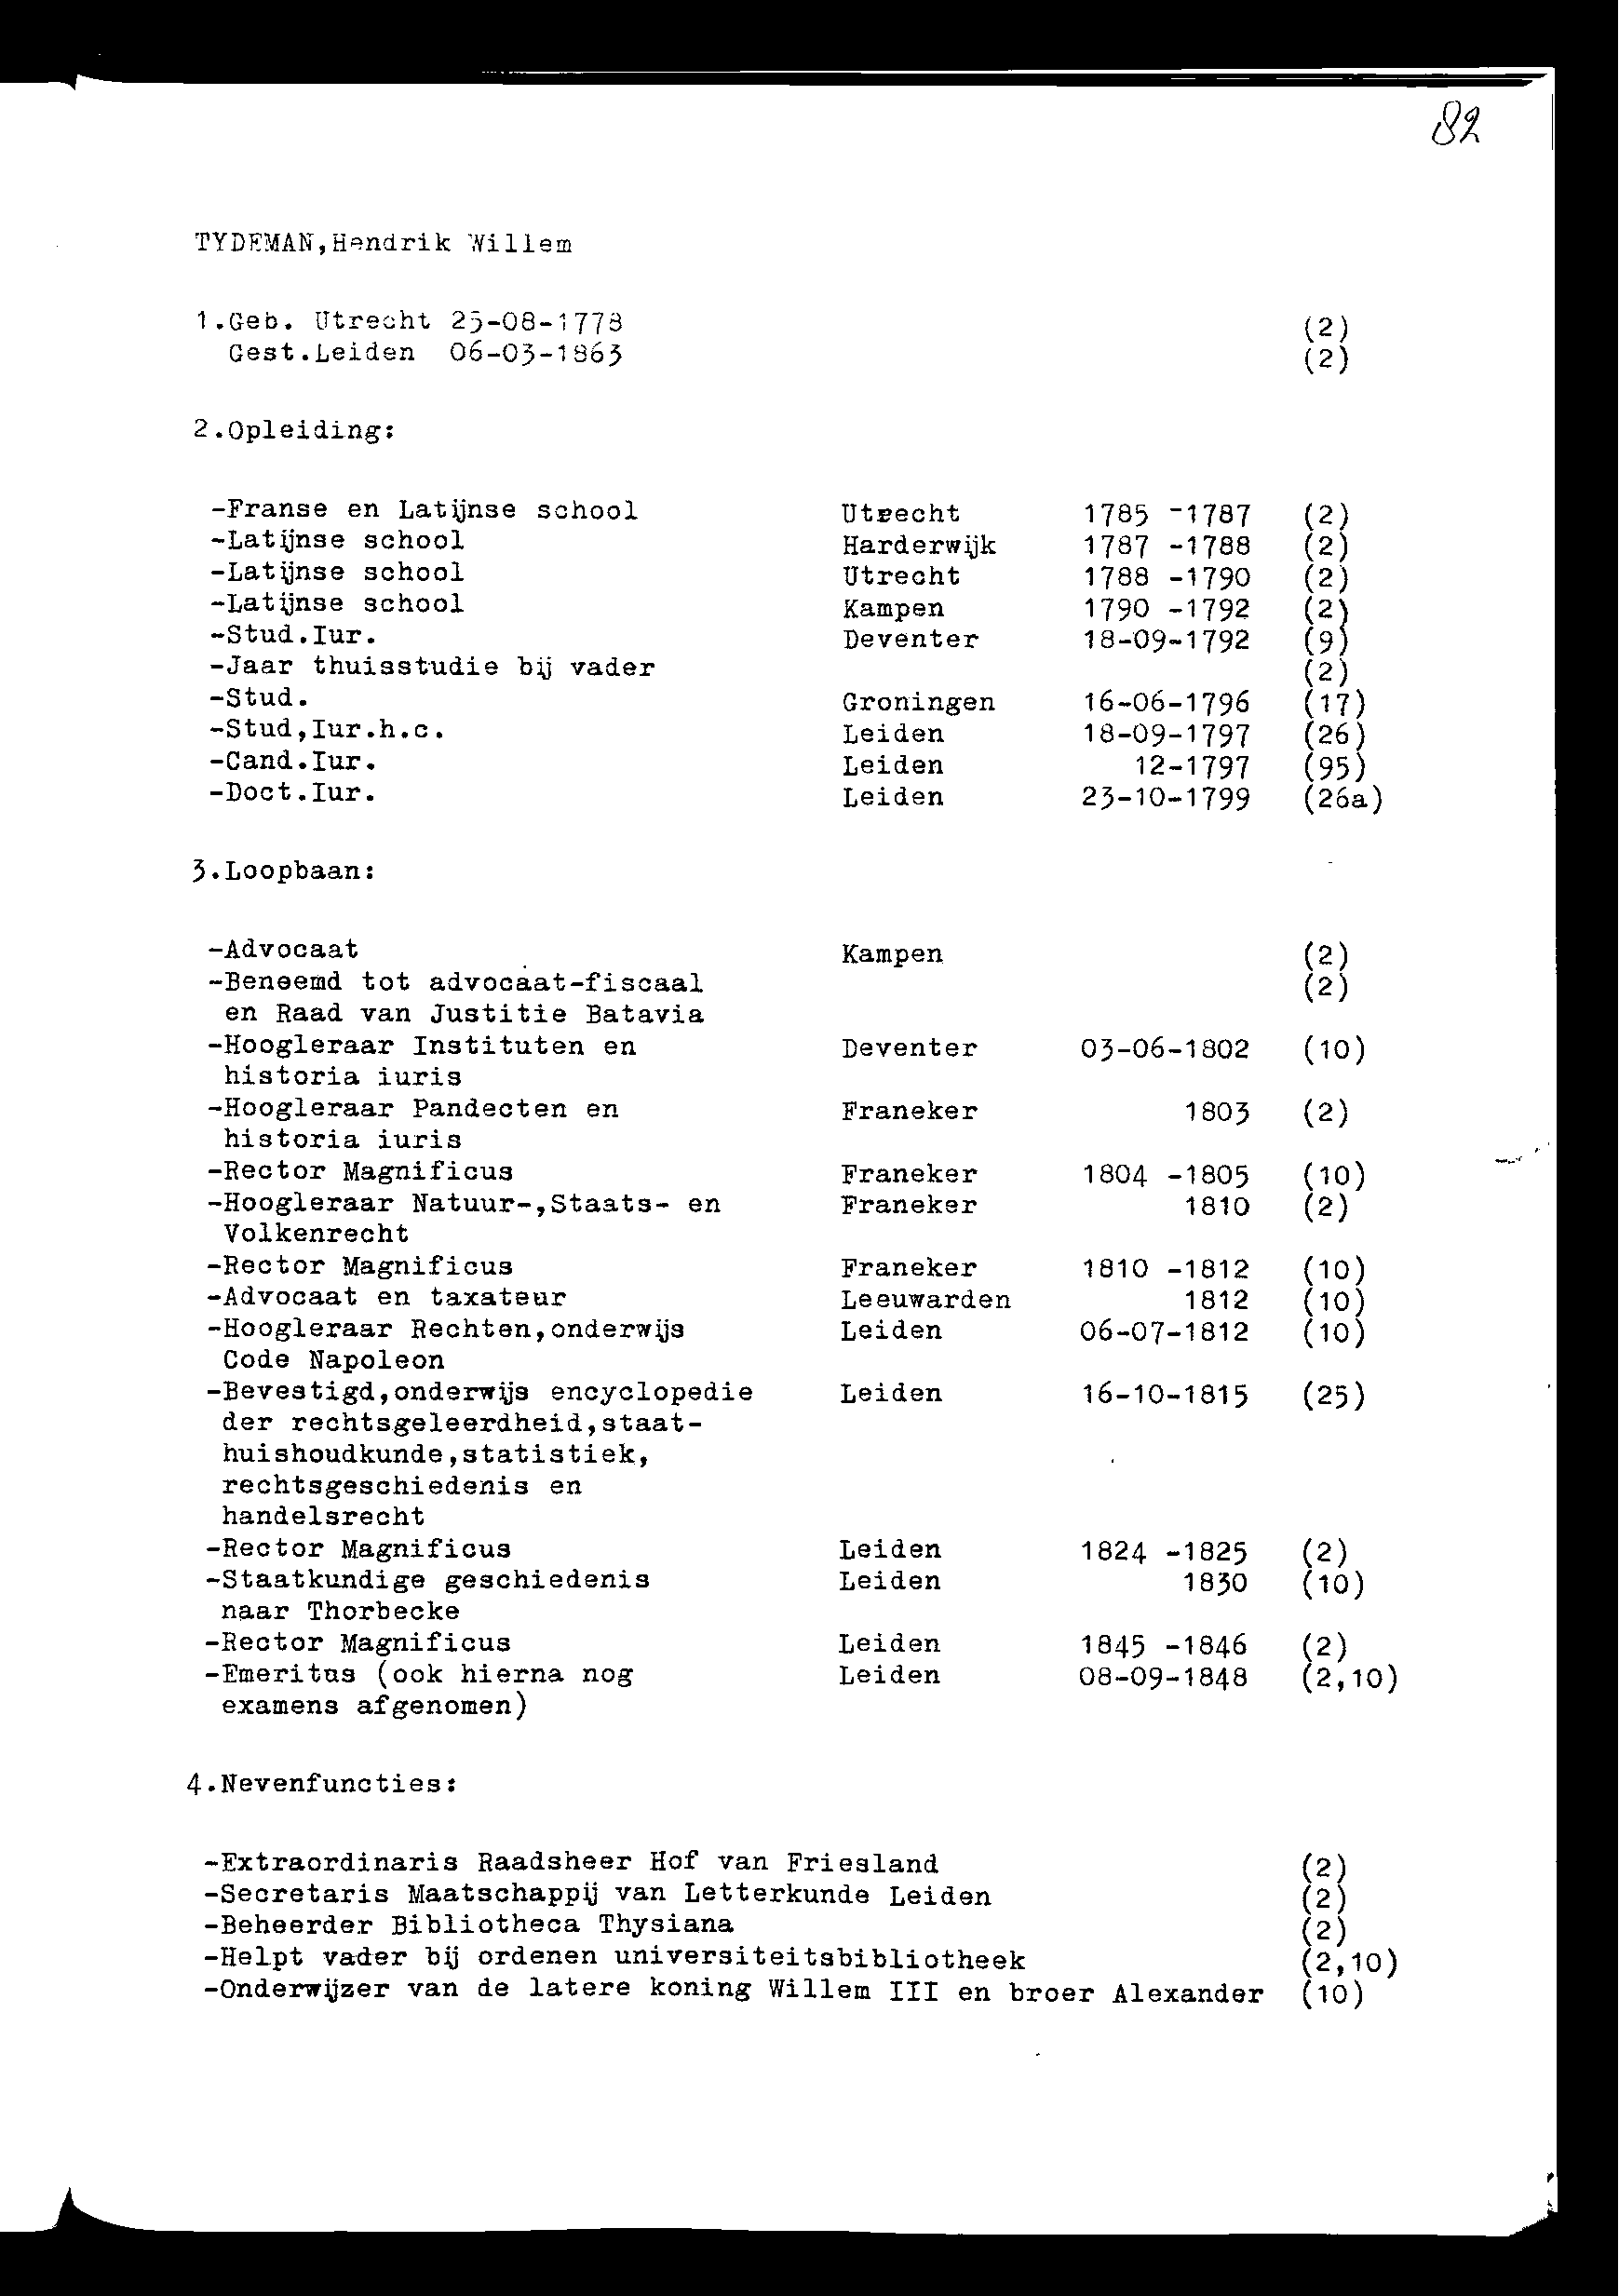 82
TYDEMAN,Hendrik Willem
1.Geb. Utrecht 25-08-1778 (2)
Gest.Leiden 06-03-1863 (2)
2.Opleiding:
-Franse en Latijnse school Utrecht 1785 -1787 (2)
-Latijnse school Harderwijk 1787 -1788 (2)
-Latijnse school Utrecht 1788 -1790 (2)
-Latijnse school Kampen 1790 -1792 (2)
-Stud.Iur. Deventer 18-09-1792 (9)
-Jaar thuisstudie bij vader (2)
-Stud. Groningen 16-06-1796 (17)
-Stud,Iur.h.c. Leiden 18-09-1797 (26)
-Cand.Iur. Leiden 12-1797 (95)
-Doct.Iur. Leiden 23-10-1799 (26a)
3.Loopbaan:
-Advocaat Kampen (2)
-Beneemd tot advocaat-fiscaal (2)
en Raad van Justitie Batavia
-Hoogleraar Instituten en Deventer 03-06-1802 (10)
historia iuris
-Hoogleraar Pandecten en Franeker 1803 (2)
historia iuris
-Rector Magnificus Franeker 1804 -1805 (10)
-Hoogleraar Natuur-,Staats- en Franeker 1810 (2)
Volkenrecht
-Rector Magnificus Franeker 1810 -1812 (10)
-Advocaat en taxateur Leeuwarden 1812 (10)
-Hoogleraar Rechten,onderwijs Leiden 06-07-1812 (10)
Code Napoleon
-Bevestigd,onderwijs encyclopedie Leiden 16-10-1815 (25)
der rechtsgeleerdheid,staat-
huishoudkunde,statistiek,
rechtsgeschiedenis en
handelsrecht
-Rector Magnificus Leiden 1824 -1825 (2)
-Staatkundige geschiedenis Leiden 1830 (10)
naar Thorbecke
-Rector Magnificus Leiden 1845 -1846 (2)
-Emeritus (ook hierna nog Leiden 08-09-1848 (2,10)
examens afgenomen)
4.Nevenfuncties:
-Extraordinaris Raadsheer Hof van Friesland (2)
-Secretaris Maatschappij van Letterkunde Leiden (2)
-Beheerder Bibliotheca Thysiana (2)
-Helpt vader bij ordenen universiteitsbibliotheek (2,10)
-Onderwijzer van de latere koning Willem III en broer Alexander (10)